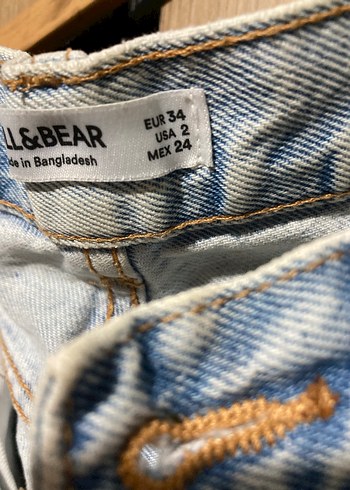 LL&BEAR
de in Bangladesh
EUR 34
USA 2
MEX 24